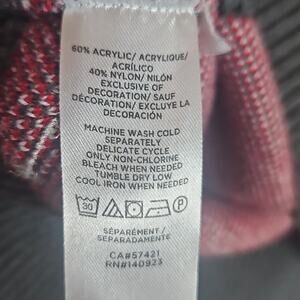 60% ACRYLIC/ ACRYLIQUE/
ACRÍLICO
40% NYLON/ NILÓN
EXCLUSIVE OF
DECORATION/ SAUF
DÉCORATION/ EXCLUYE LA
DECORACIÓN
MACHINE WASH COLD
SEPARATELY
DELICATE CYCLE
ONLY NON-CHLORINE
BLEACH WHEN NEEDED
TUMBLE DRY LOW
COOL IRON WHEN NEEDED
30 P
SÉPARÉMENT /
SEPARADAMENTE
CA#57421
RN#140923